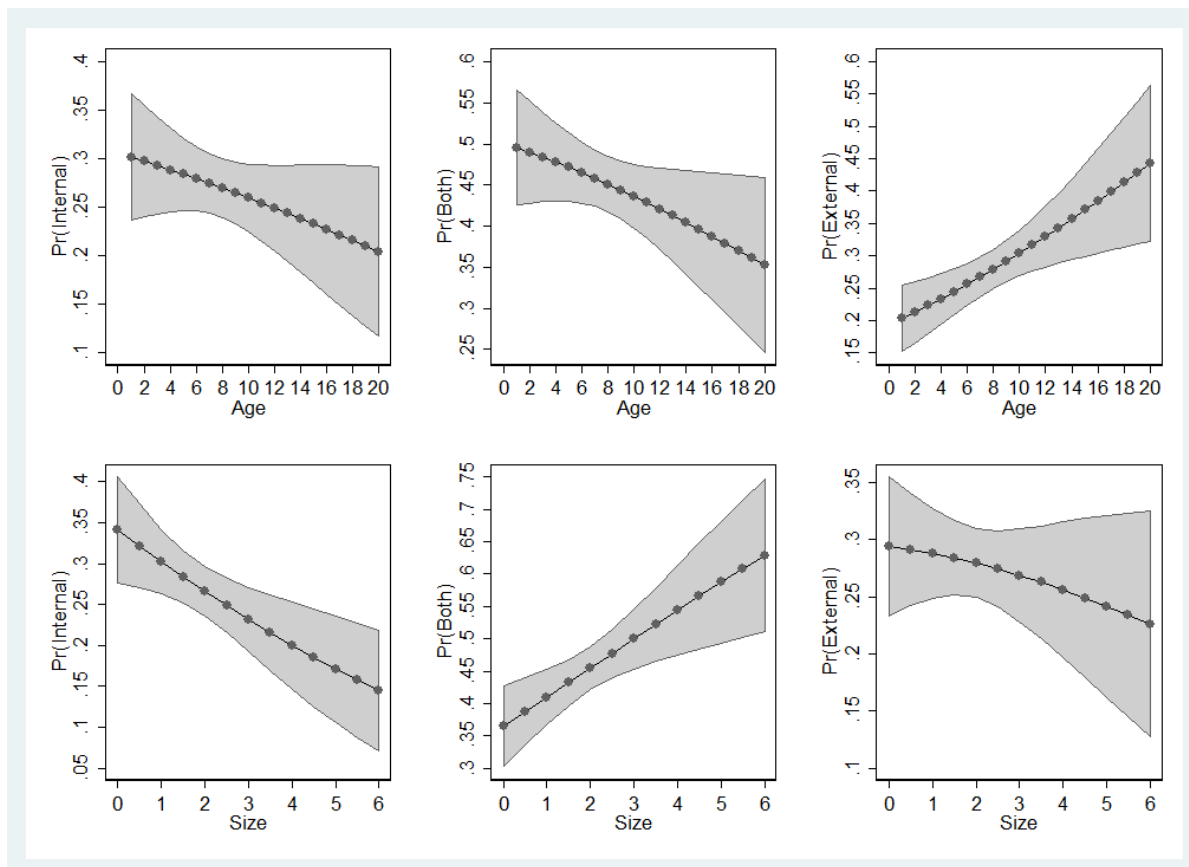 Pr(Internal)
.4
.35
.3
.25
.2
.15
.1
0 2 4 6 8 10 12 14 16 18 20
Age
Pr(Both)
.6
.55
.5
.45
.4
.35
.3
.25
0 2 4 6 8 10 12 14 16 18 20
Age
Pr(External)
.6
.55
.5
.45
.4
.35
.3
.25
.2
.15
0 2 4 6 8 10 12 14 16 18 20
Age
Pr(Internal)
.4
.35
.3
.25
.2
.15
.1
.05
0 1 2 3 4 5 6
Size
Pr(Both)
.75
.7
.65
.6
.55
.5
.45
.4
.35
.3
0 1 2 3 4 5 6
Size
Pr(External)
.35
.3
.25
.2
.15
.1
0 1 2 3 4 5 6
Size